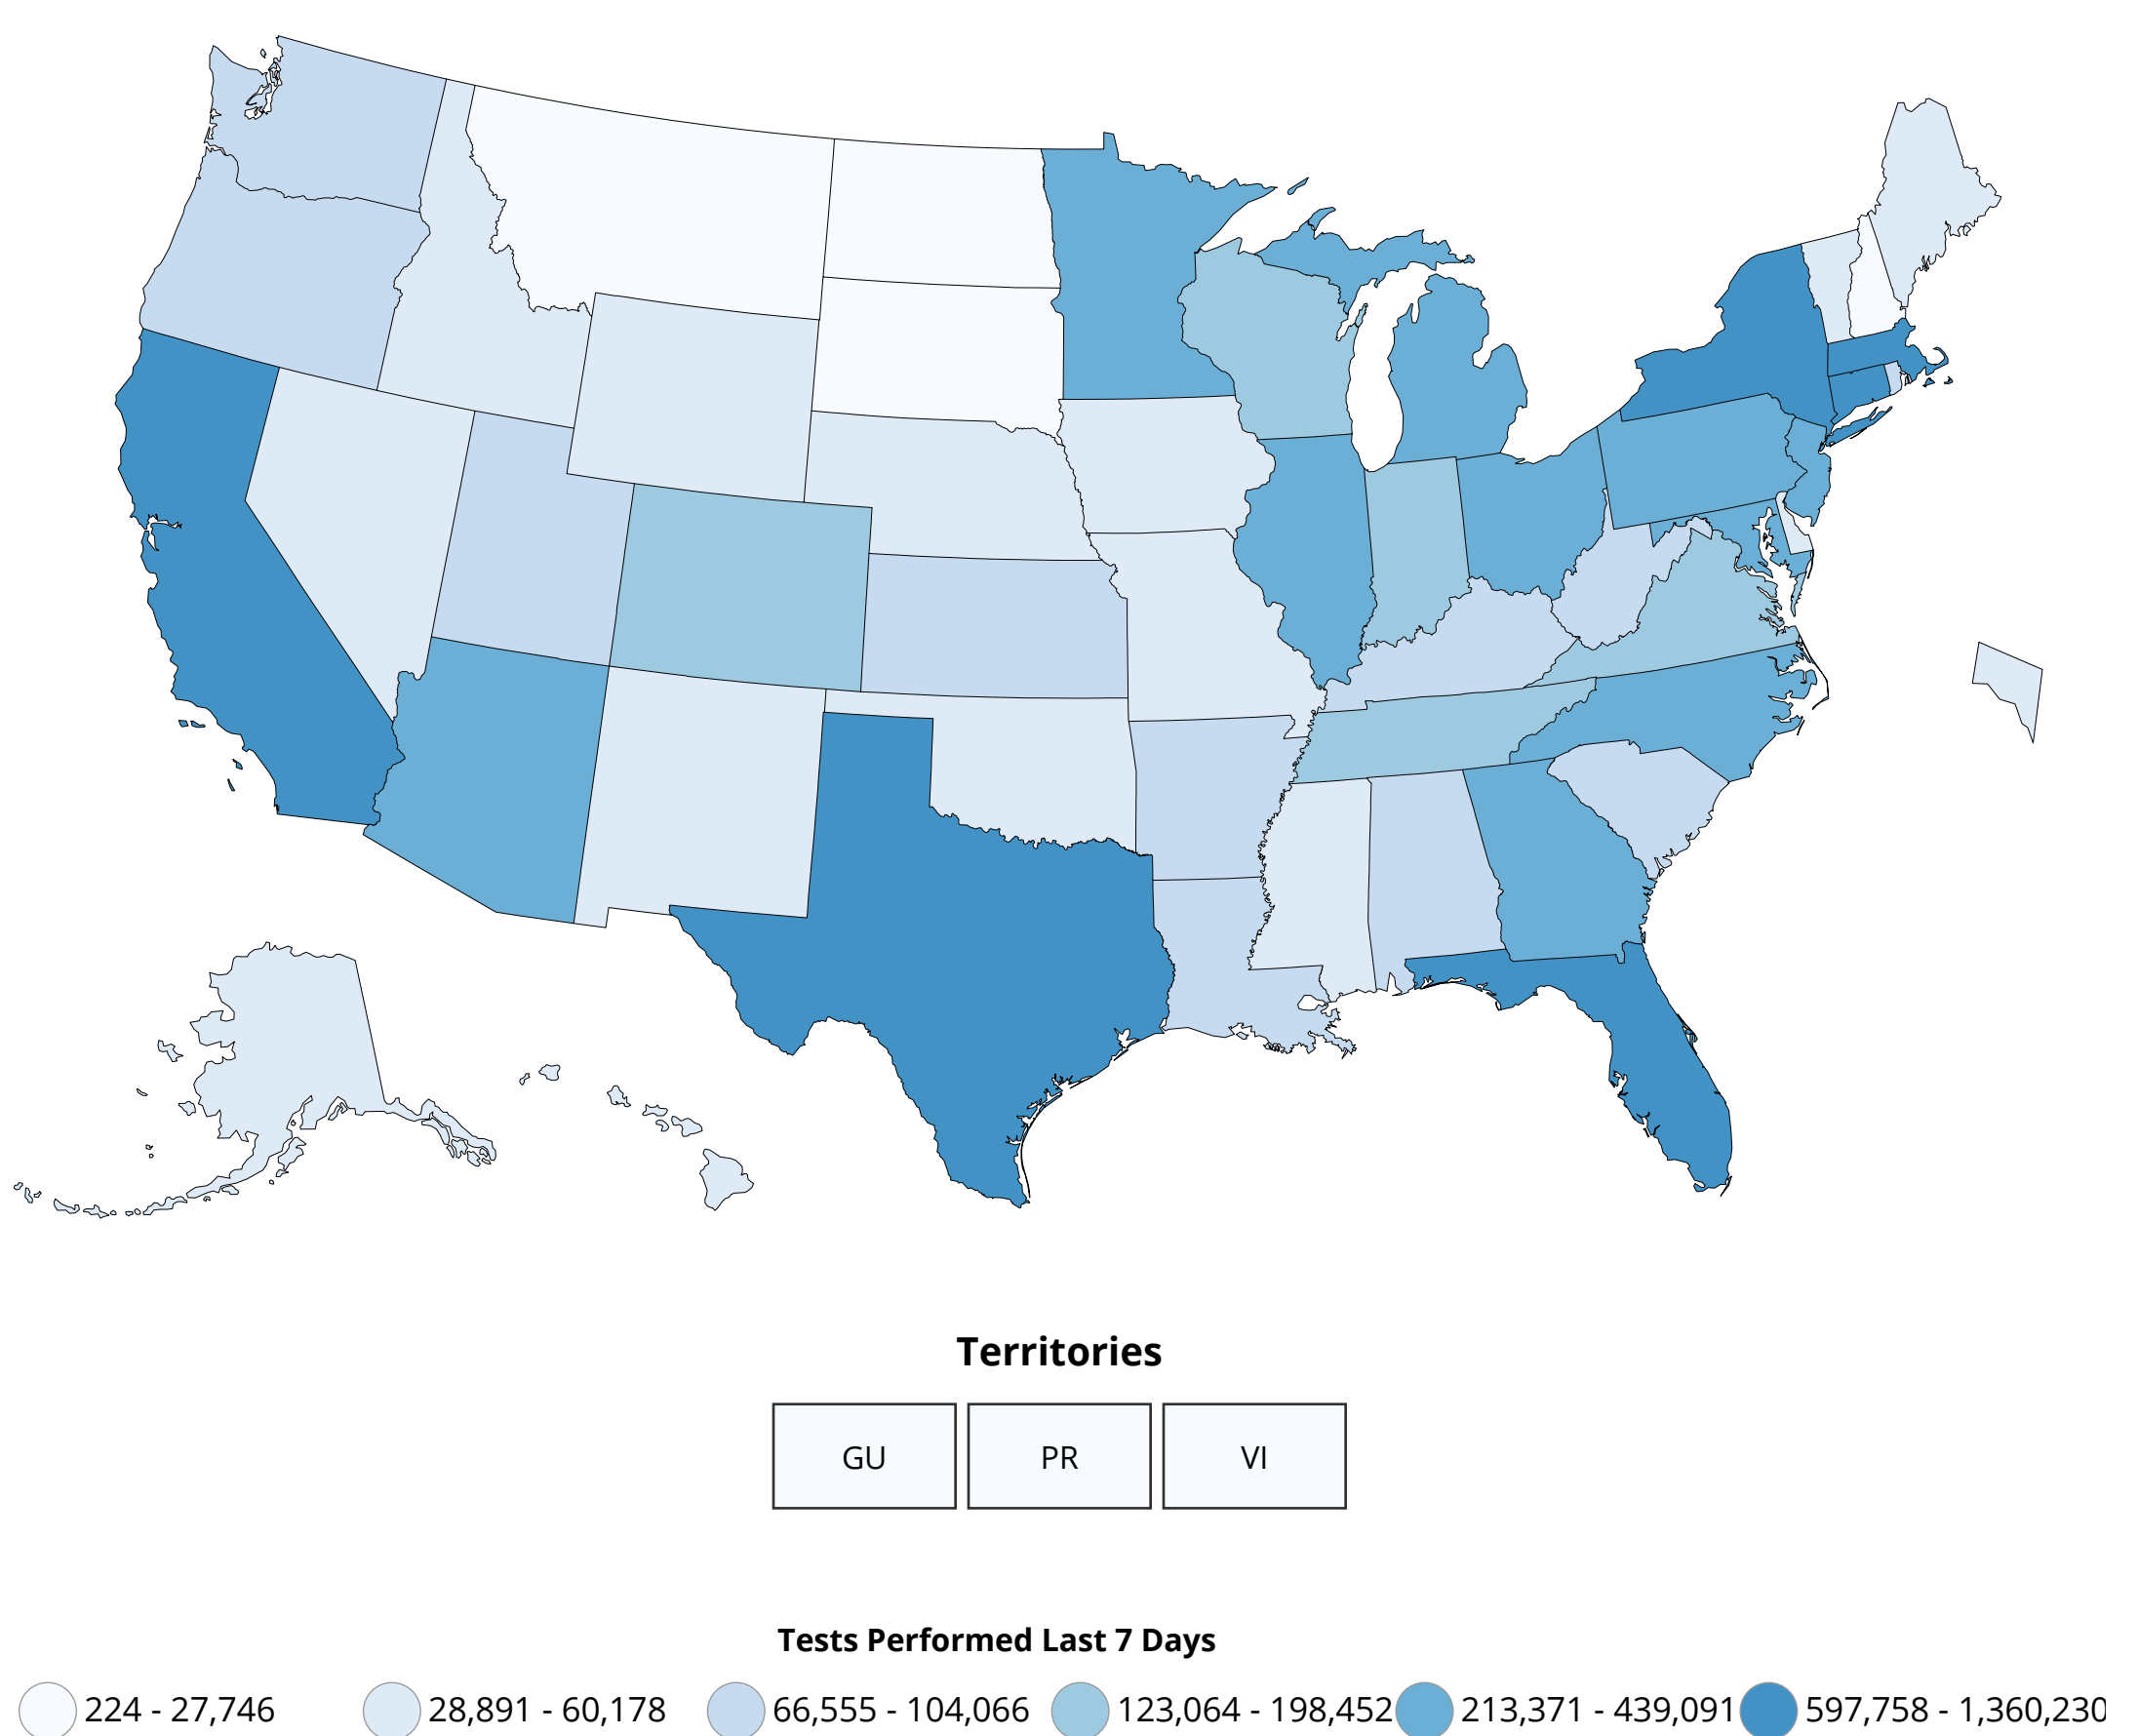 Territories
GU PR VI
Tests Performed Last 7 Days
224 - 27,746 28,891 - 60,178 66,555 - 104,066 123,064 - 198,452 213,371 - 439,091 597,758 - 1,360,230